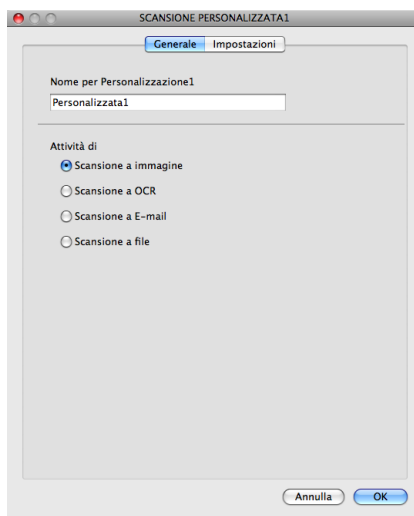 SCANSIONE PERSONALIZZATA1
Generale Impostazioni
Nome per Personalizzazione1
Personalizzata1
Attività di
Scansione a immagine
Scansione a OCR
Scansione a E-mail
Scansione a file
Annulla OK